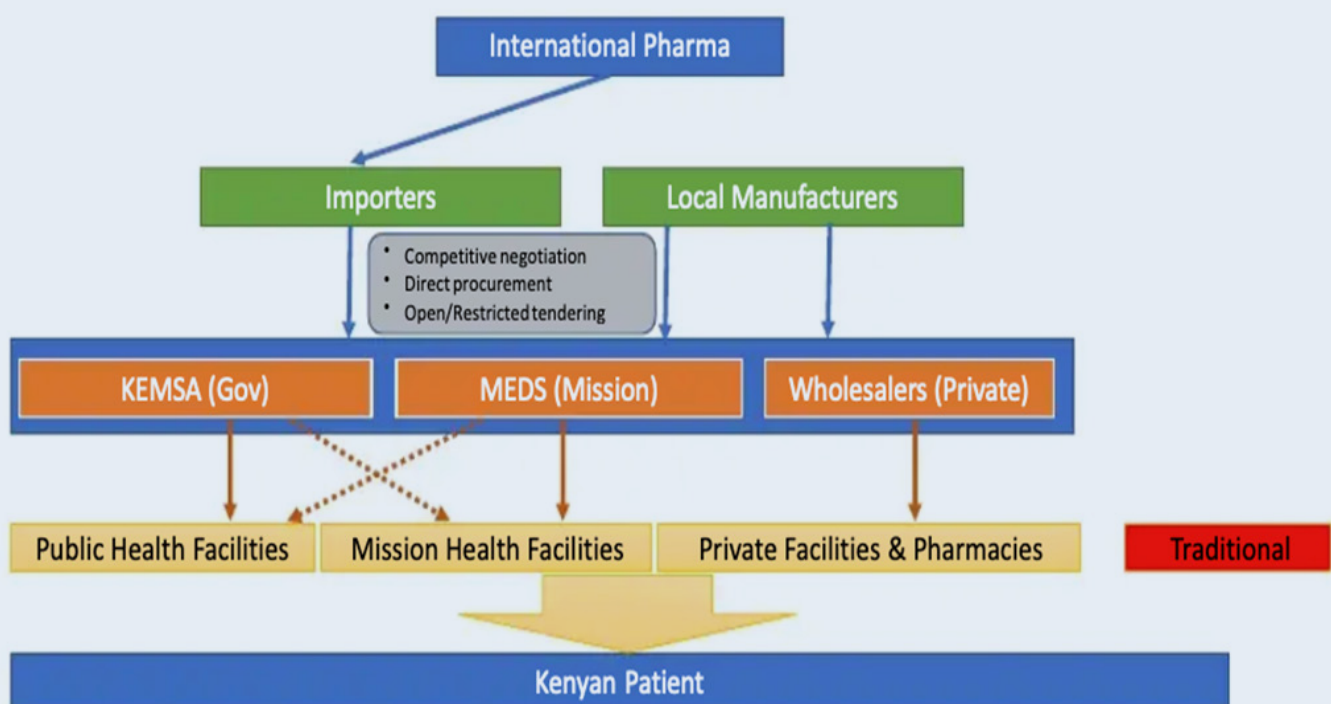 International Pharma
Importers
Local Manufacturers
• Competitive negotiation
• Direct procurement
• Open/Restricted tendering
KEMSA (Gov)
MEDS (Mission)
Wholesalers (Private)
Public Health Facilities
Mission Health Facilities
Private Facilities & Pharmacies
Traditional
Kenyan Patient